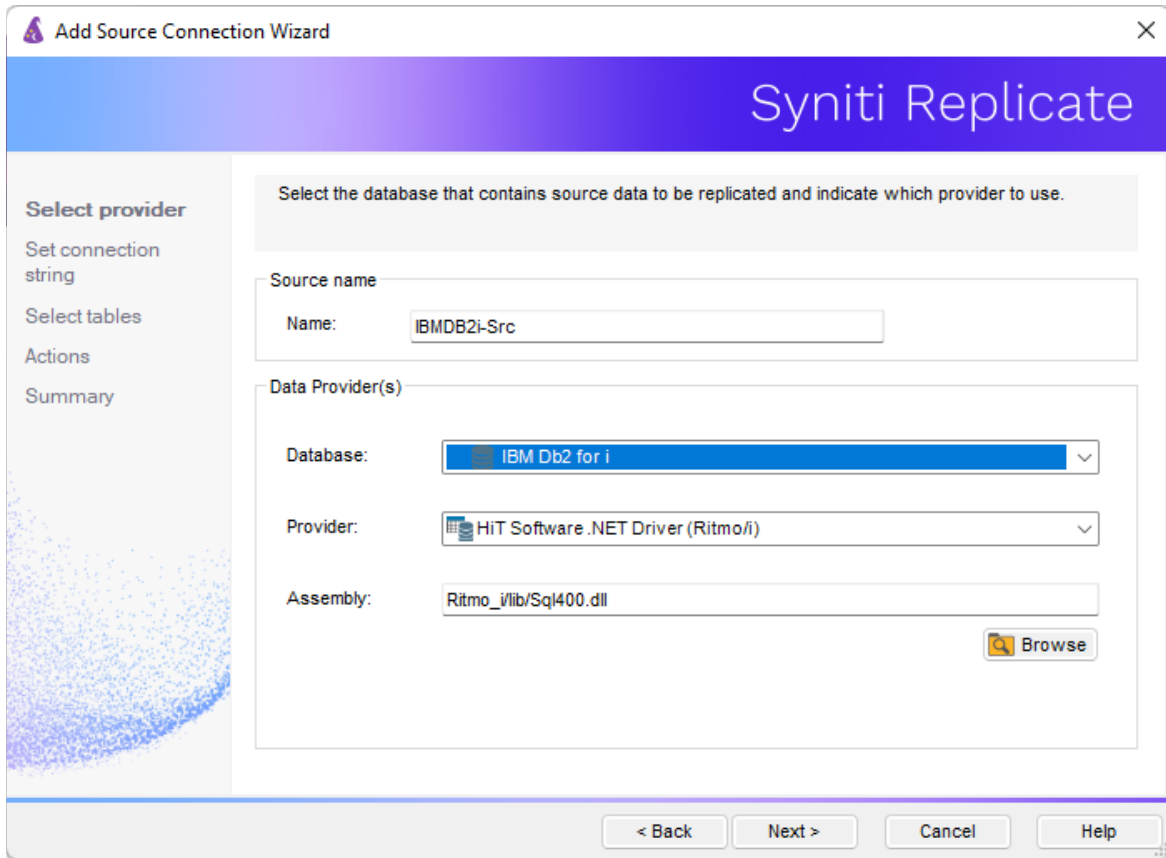 Add Source Connection Wizard
Syniti Replicate
Select provider
Set connection
string
Select tables
Actions
Summary
Select the database that contains source data to be replicated and indicate which provider to use.
Source name
Name:
IBMDB2i-Src
Data Provider(s)
Database:
IBM Db2 for i
Provider:
HiT Software .NET Driver (Ritmo/i)
Assembly:
Ritmo_i/lib/Sql400.dll
Browse
< Back
Next >
Cancel
Help